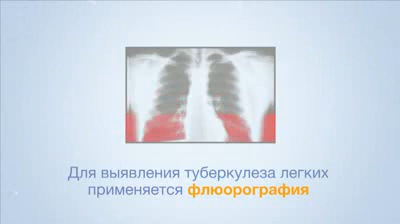 Для выявления туберкулеза легких
применяется флюорография